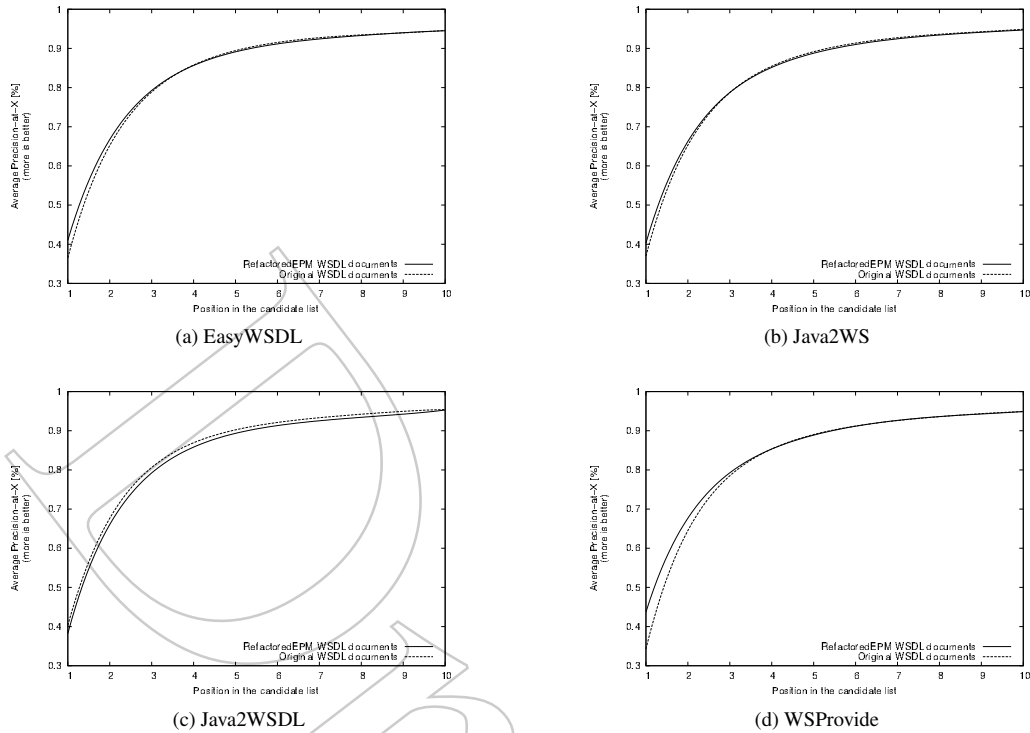 1
0.9
0.8
0.7
0.6
0.5
0.4
0.3
Average Precision-at-X [%]
(more is better)
RefactoredEPM WSDL documents
Original WSDL documents
1 2 3 4 5 6 7 8 9 10
Position in the candidate list
(a) EasyWSDL
1
0.9
0.8
0.7
0.6
0.5
0.4
0.3
Average Precision-at-X [%]
(more is better)
RefactoredEPM WSDL documents
Original WSDL documents
1 2 3 4 5 6 7 8 9 10
Position in the candidate list
(b) Java2WS
1
0.9
0.8
0.7
0.6
0.5
0.4
0.3
Average Precision-at-X [%]
(more is better)
RefactoredEPM WSDL documents
Original WSDL documents
1 2 3 4 5 6 7 8 9 10
Position in the candidate list
(c) Java2WSDL
1
0.9
0.8
0.7
0.6
0.5
0.4
0.3
Average Precision-at-X [%]
(more is better)
RefactoredEPM WSDL documents
Original WSDL documents
1 2 3 4 5 6 7 8 9 10
Position in the candidate list
(d) WSProvide